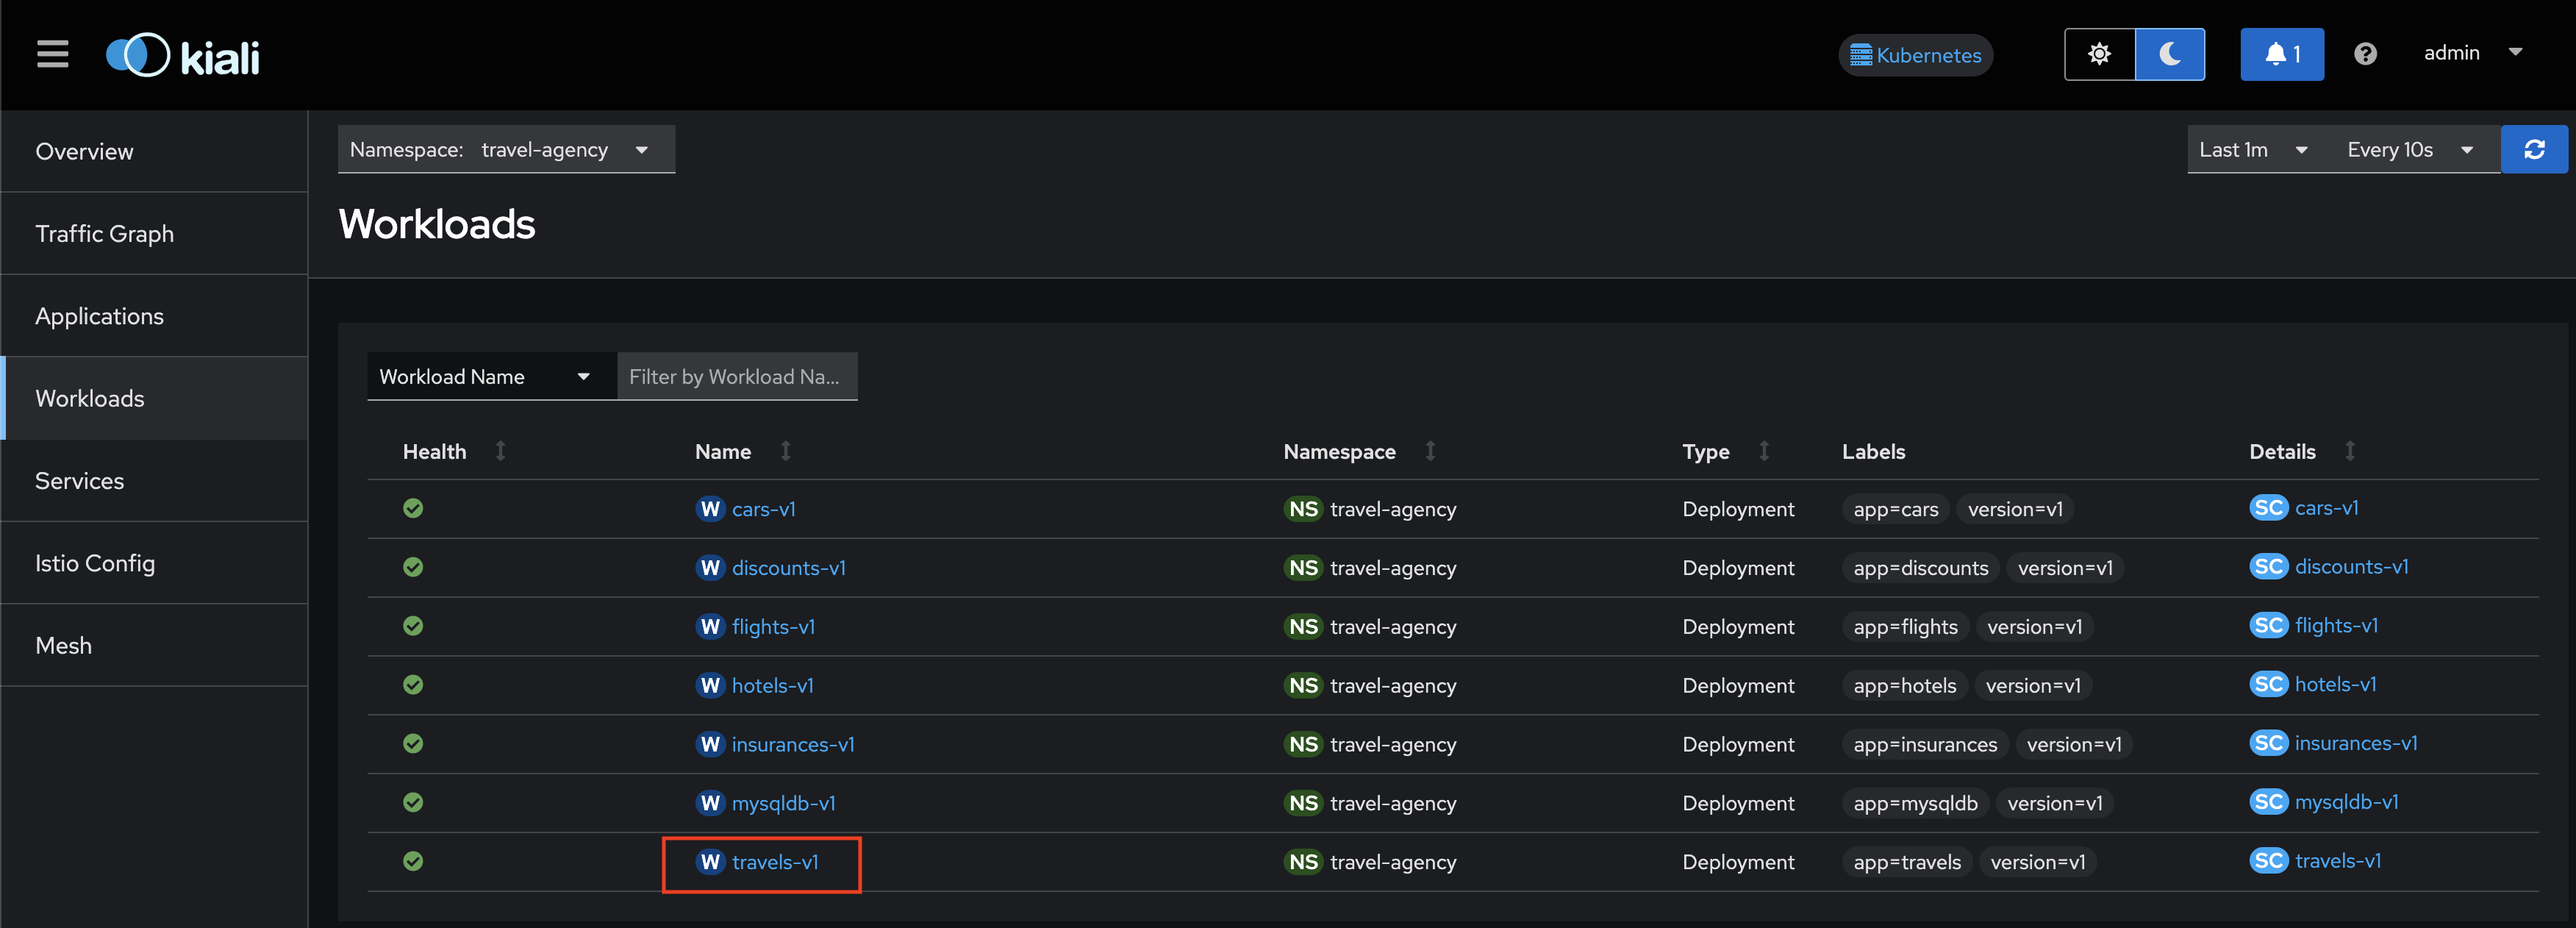 kiali
Kubernetes
1
admin
Overview
Traffic Graph
Applications
Workloads
Services
Istio Config
Mesh
Namespace: travel-agency
Last 1m Every 10s
Workloads
Workload Name Filter by Workload Na...
Health Name Namespace Type Labels Details
W cars-v1 NS travel-agency Deployment app=cars version=v1 SC cars-v1
W discounts-v1 NS travel-agency Deployment app=discounts version=v1 SC discounts-v1
W flights-v1 NS travel-agency Deployment app=flights version=v1 SC flights-v1
W hotels-v1 NS travel-agency Deployment app=hotels version=v1 SC hotels-v1
W insurances-v1 NS travel-agency Deployment app=insurances version=v1 SC insurances-v1
W mysqldb-v1 NS travel-agency Deployment app=mysqldb version=v1 SC mysqldb-v1
W travels-v1 NS travel-agency Deployment app=travels version=v1 SC travels-v1